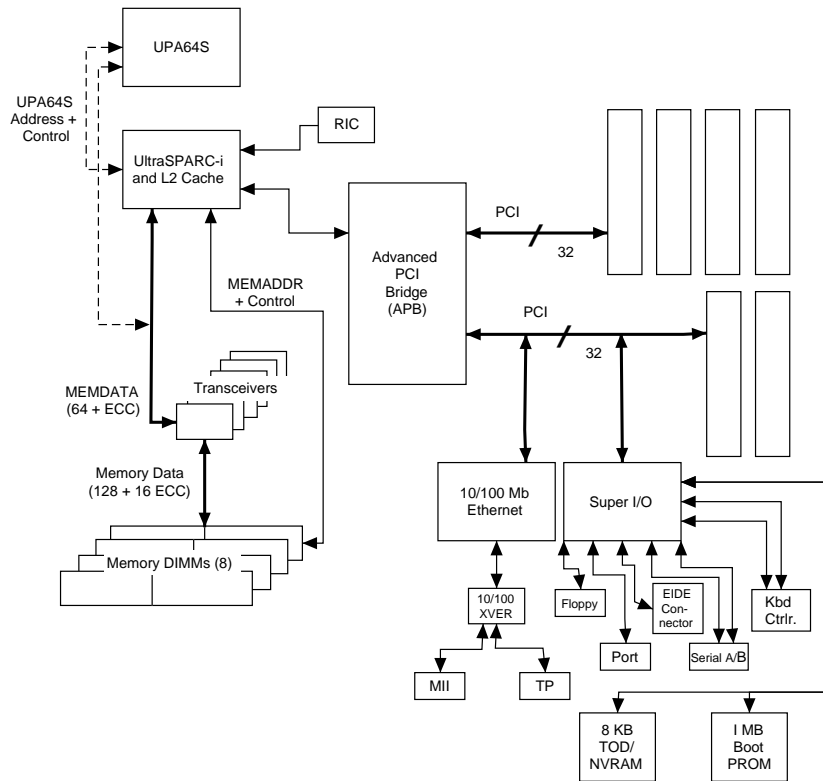 UPA64S
UPA64S
Address +
Control
RIC
UltraSPARC-i
and L2 Cache
PCI
32
Advanced
PCI
Bridge
(APB)
MEMADDR
+ Control
PCI
32
Transceivers
MEMDATA
(64 + ECC)
Memory Data
(128 + 16 ECC)
10/100 Mb
Ethernet
Super I/O
Memory DIMMs (8)
10/100
XVER
Floppy
EIDE
Con-
nector
Kbd
Ctrlr.
Port
Serial A/B
MII
TP
8 KB
TOD/
NVRAM
I MB
Boot
PROM